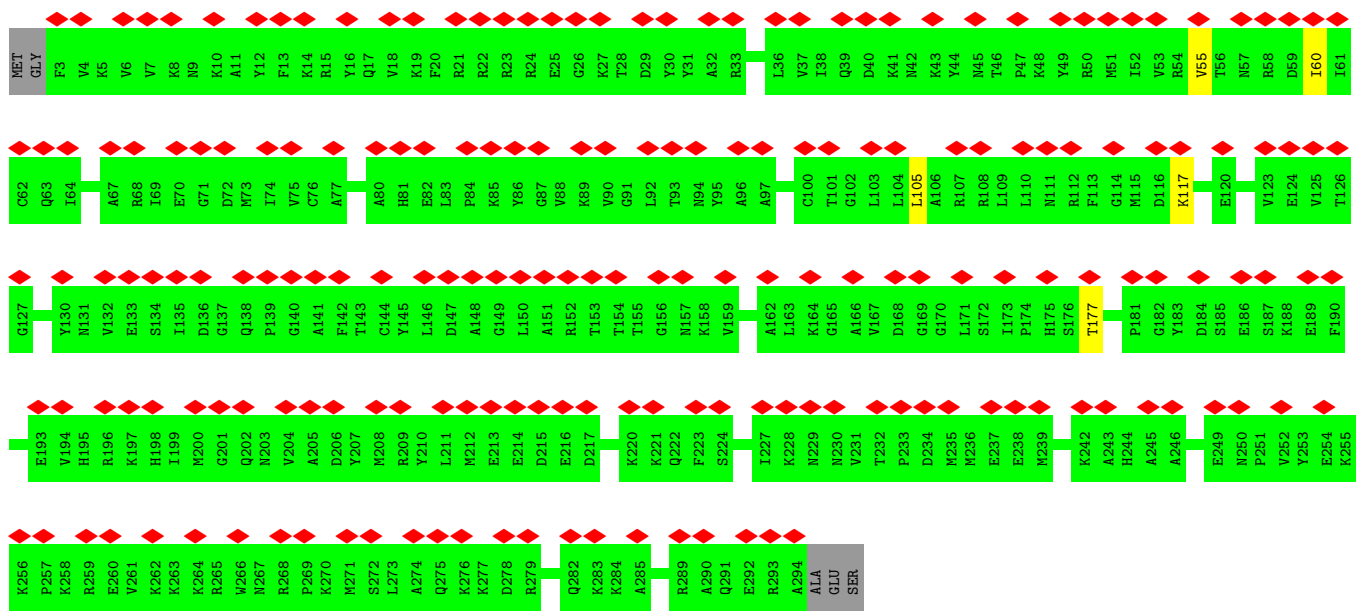 MET GLY F3 V4 K5 V6 V7 K8 N9 K10 A11 Y12 F13 K14 R15 Y16 Q17 V18 K19 F20 R21 R22 R23 R24 E25 G26 K27 T28 D29 Y30 Y31 A32 R33 L36 V37 I38 Q39 D40 K41 N42 K43 Y44 N45 T46 P47 K48 Y49 R50 M51 I52 V53 R54 V55 T56 N57 R58 D59 I60 I61
C62 Q63 I64 A67 R68 I69 E70 G71 D72 M73 I74 V75 C76 A77 A80 H81 E82 L83 P84 K85 Y86 G87 V88 K89 V90 G91 L92 T93 N94 Y95 A96 A97 C100 T101 G102 L103 L104 L105 A106 R107 R108 L109 L110 N111 R112 F113 G114 M115 D116 K117 E120 V123 E124 V125 T126
G127 Y130 N131 V132 E133 S134 I135 D136 G137 Q138 P139 G140 A141 F142 T143 C144 Y145 L146 D147 A148 G149 L150 A151 R152 T153 T154 T155 G156 N157 K158 V159 A162 L163 K164 G165 A166 V167 D168 G169 G170 L171 S172 I173 P174 H175 S176 T177 P181 G182 Y183 D184 S185 E186 S187 K188 E189 F190
E193 V194 H195 R196 K197 H198 I199 M200 G201 Q202 N203 V204 A205 D206 Y207 M208 R209 Y210 L211 M212 E213 E214 D215 E216 D217 K220 K221 Q222 F223 S224 I227 K228 N229 N230 V231 T232 P233 D234 M235 M236 E237 E238 M239 K242 A243 H244 A245 A246 E249 N250 P251 V252 Y253 E254 K255
K256 P257 K258 R259 E260 V261 K262 K263 K264 R265 W266 N267 R268 P269 K270 M271 S272 L273 A274 Q275 K276 K277 D278 R279 Q282 K283 K284 A285 R289 A290 Q291 E292 R293 A294 ALA GLU SER